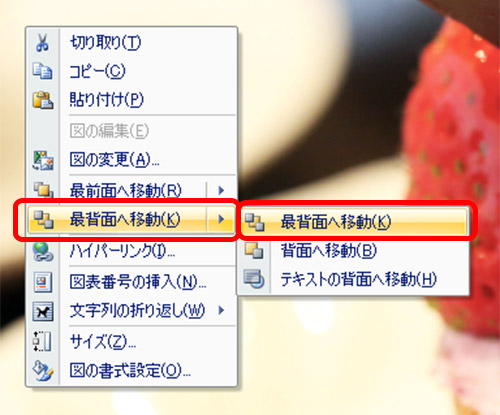 切り取り(T)
コピー(C)
貼り付け(P)
図の編集(E)
図の変更(A)...
最前面へ移動(R)
最背面へ移動(K)
ハイパーリンク(I)...
図表番号の挿入(N)...
文字列の折り返し(W)
サイズ(Z)...
図の書式設定(O)...
最背面へ移動(K)
背面へ移動(B)
テキストの背面へ移動(H)